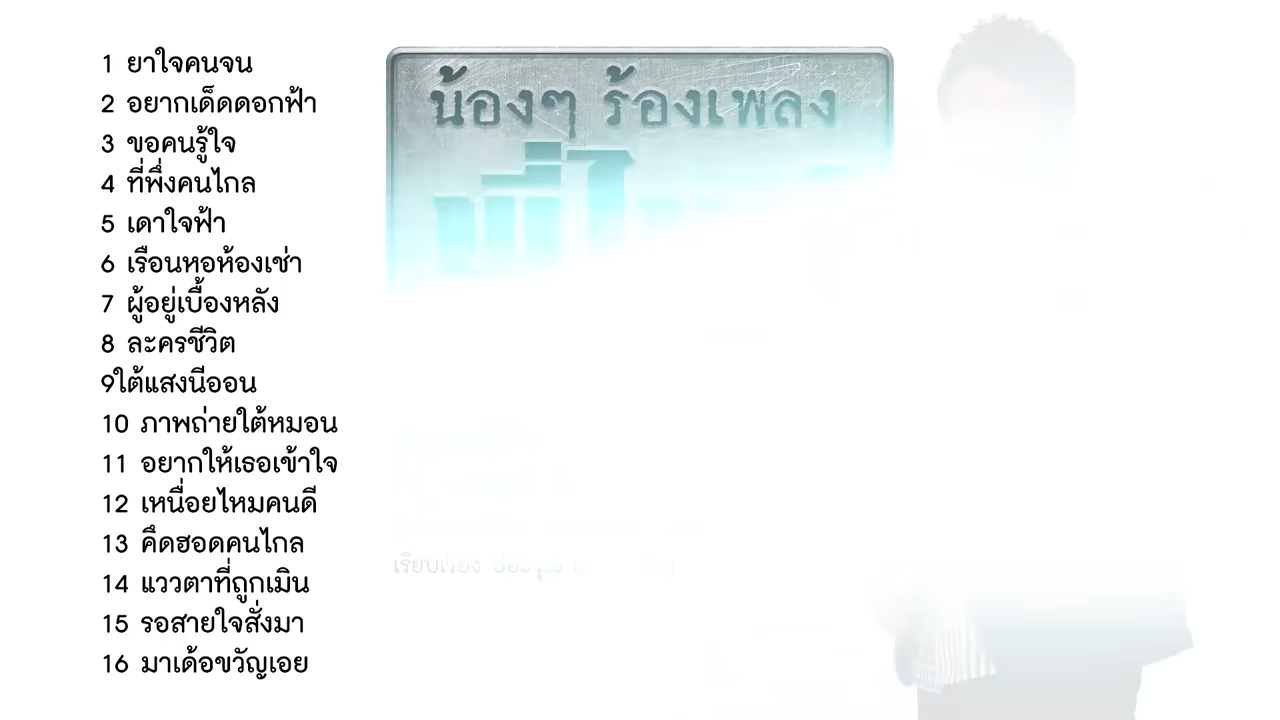 1 ยาใจคนจน
2 อยากเด็ดดอกฟ้า
3 ขอคนรู้ใจ
4 ที่พึ่งคนไกล
5 เดาใจฟ้า
6 เรือนหอห้องเช่า
7 ผู้อยู่เบื้องหลัง
8 ละครชีวิต
9ใต้แสงนีออน
10 ภาพถ่ายใต้หมอน
11 อยากให้เธอเข้าใจ
12 เหนื่อยไหมคนดี
13 คึดฮอดคนไกล
14 แววตาที่ถูกเมิน
15 รอสายใจสั่งมา
16 มาเด้อขวัญเอย
น้องๆ ร้องเพลง
เรียบเรียง